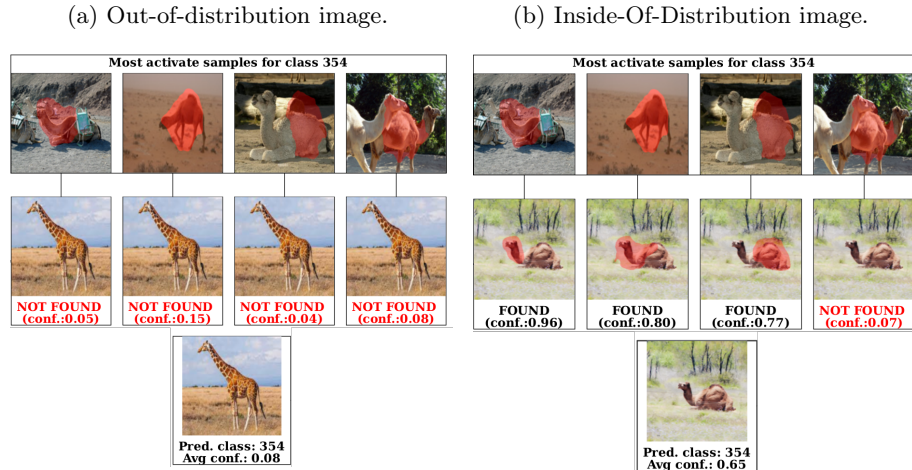 (a) Out-of-distribution image.
Most activate samples for class 354
NOT FOUND
(conf.:0.05)
NOT FOUND
(conf.:0.15)
NOT FOUND
(conf.:0.04)
NOT FOUND
(conf.:0.08)
Pred. class: 354
Avg conf.: 0.08
(b) Inside-Of-Distribution image.
Most activate samples for class 354
FOUND
(conf.:0.96)
FOUND
(conf.:0.80)
FOUND
(conf.:0.77)
NOT FOUND
(conf.:0.07)
Pred. class: 354
Avg conf.: 0.65